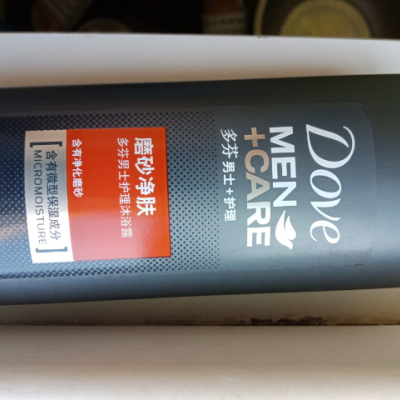 Dove
MEN
+CARE
多芬男士+护理
磨砂净肤
多芬男士护理沐浴露
含有净化磨砂
含有微型保湿成分
MICROMOISTURE